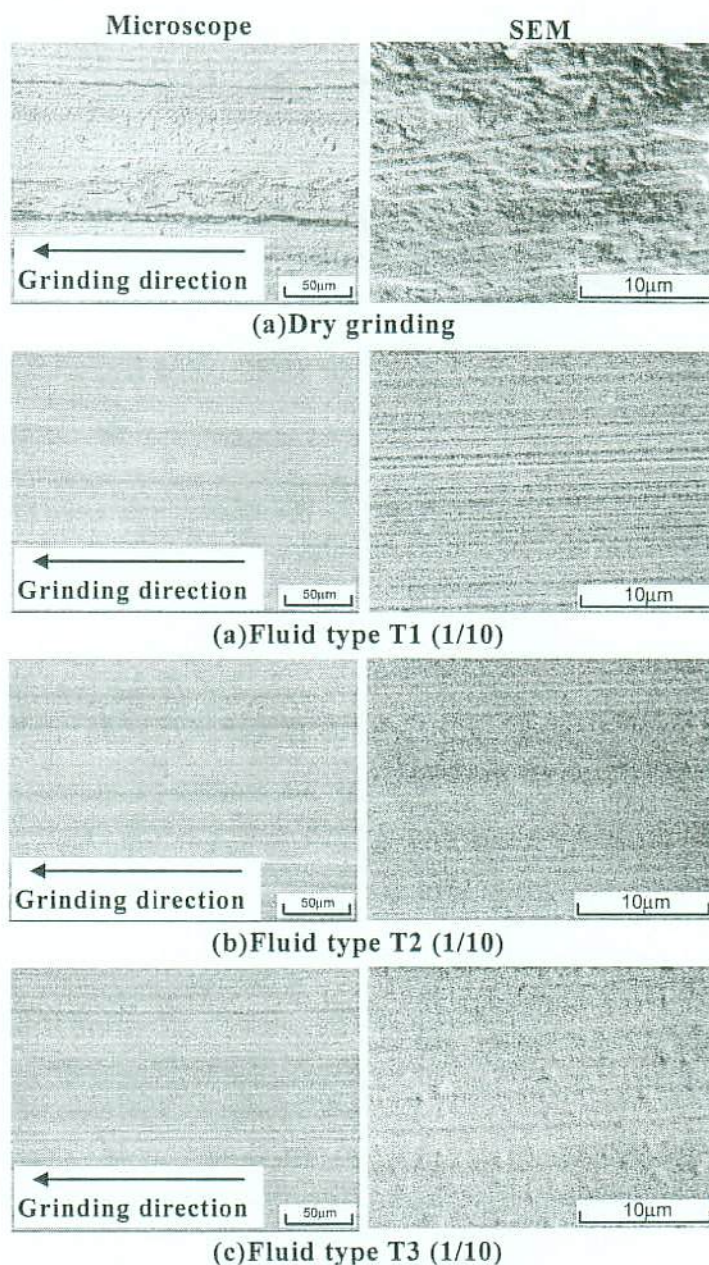 Microscope SEM
Grinding direction 50μm 10μm
(a)Dry grinding
Grinding direction 50μm 10μm
(a)Fluid type T1 (1/10)
Grinding direction 50μm 10μm
(b)Fluid type T2 (1/10)
Grinding direction 50μm 10μm
(c)Fluid type T3 (1/10)